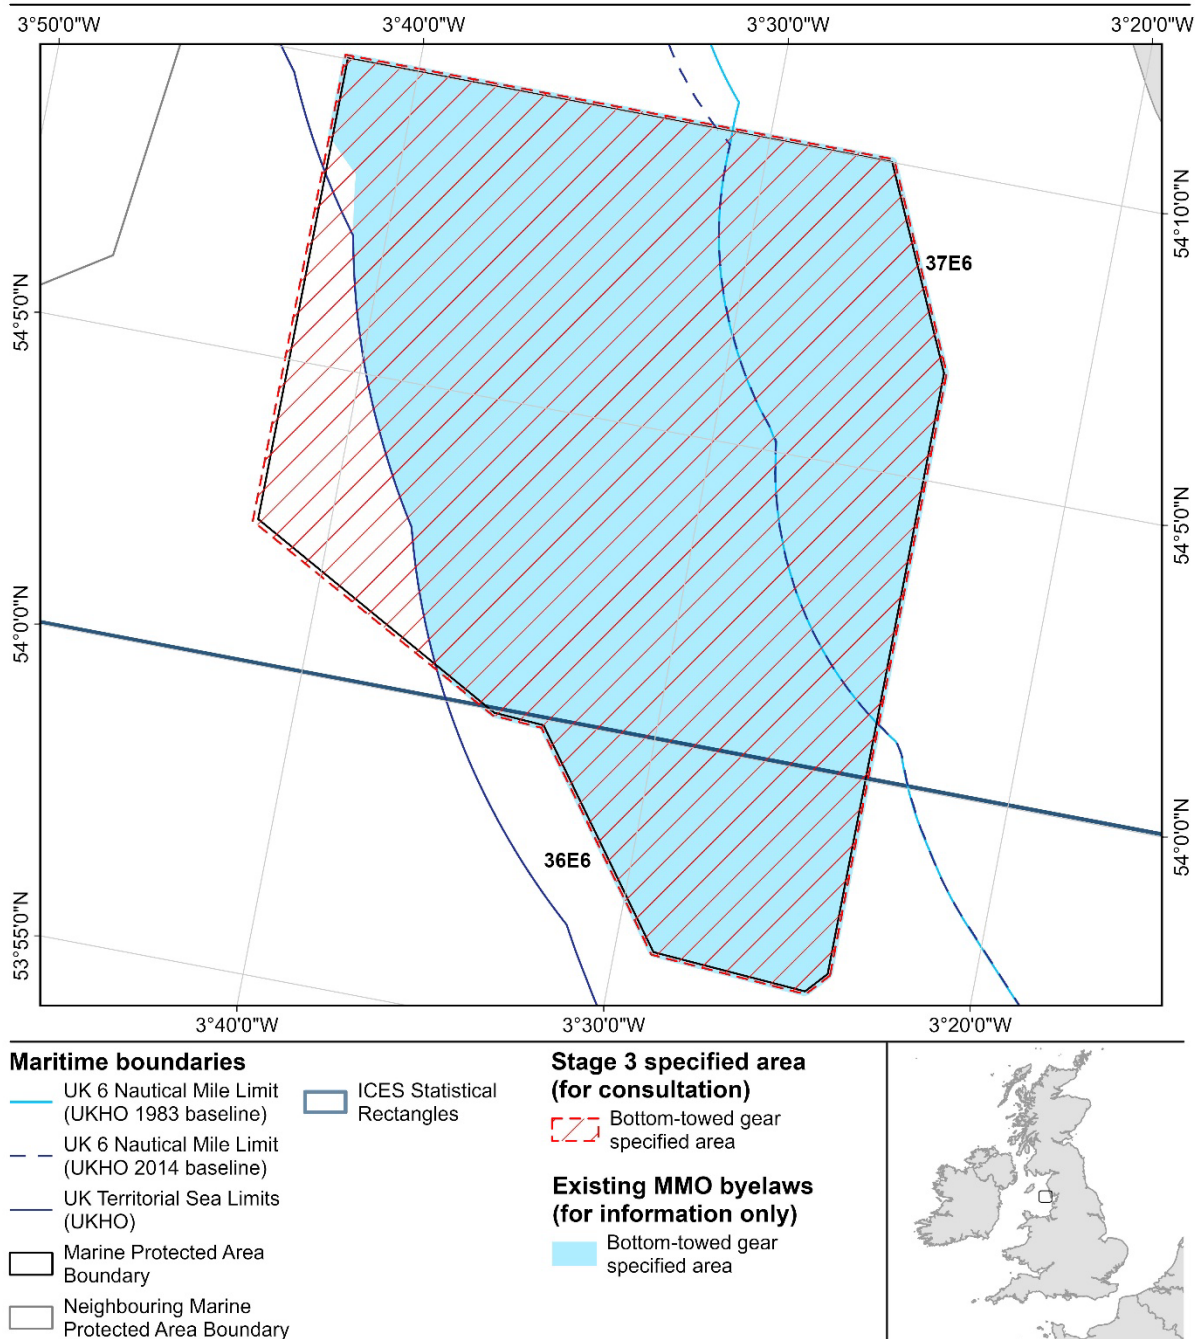 3°50'0"W 3°40'0"W 3°30'0"W 3°20'0"W
54°10'0"N
37E6
54°5'0"N
54°5'0"N
54°0'0"N
54°0'0"N
36E6
53°55'0"N
3°40'0"W 3°30'0"W 3°20'0"W
Maritime boundaries
UK 6 Nautical Mile Limit
(UKHO 1983 baseline)
UK 6 Nautical Mile Limit
(UKHO 2014 baseline)
UK Territorial Sea Limits
(UKHO)
Marine Protected Area
Boundary
Neighbouring Marine
Protected Area Boundary
ICES Statistical
Rectangles
Stage 3 specified area
(for consultation)
Bottom-towed gear
specified area
Existing MMO byelaws
(for information only)
Bottom-towed gear
specified area